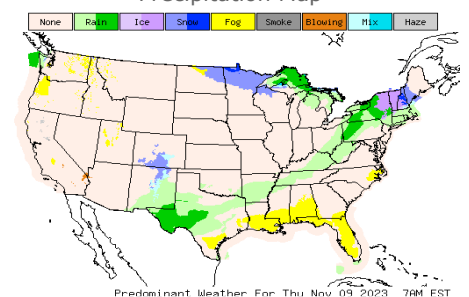 Precipitation Map
None Rain Ice Snow Fog Smoke Blowing Mix Haze
Predominant Weather For Thu Nov 09 2023 7AM EST